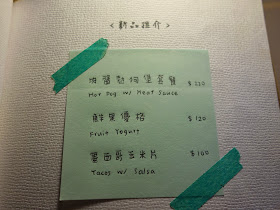 <新品推介>
肉醬熱狗堡套餐 $220
Hot Dog w/ Meat Sauce
鮮果優格 $120
Fruit Yogurt
墨西哥玉米片 $160
Tacos w/ Salsa